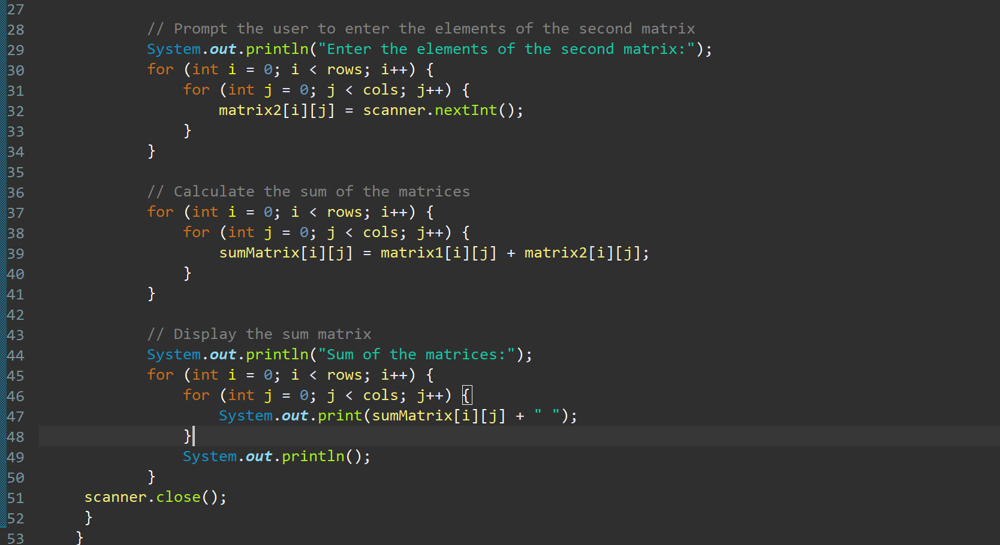 27
28 // Prompt the user to enter the elements of the second matrix
29 System.out.println("Enter the elements of the second matrix:");
30 for (int i = 0; i < rows; i++) {
31 for (int j = 0; j < cols; j++) {
32 matrix2[i][j] = scanner.nextInt();
33 }
34 }
35
36 // Calculate the sum of the matrices
37 for (int i = 0; i < rows; i++) {
38 for (int j = 0; j < cols; j++) {
39 sumMatrix[i][j] = matrix1[i][j] + matrix2[i][j];
40 }
41 }
42
43 // Display the sum matrix
44 System.out.println("Sum of the matrices:");
45 for (int i = 0; i < rows; i++) {
46 for (int j = 0; j < cols; j++) {
47 System.out.print(sumMatrix[i][j] + " ");
48 }
49 System.out.println();
50 }
51 scanner.close();
52 }
53 }